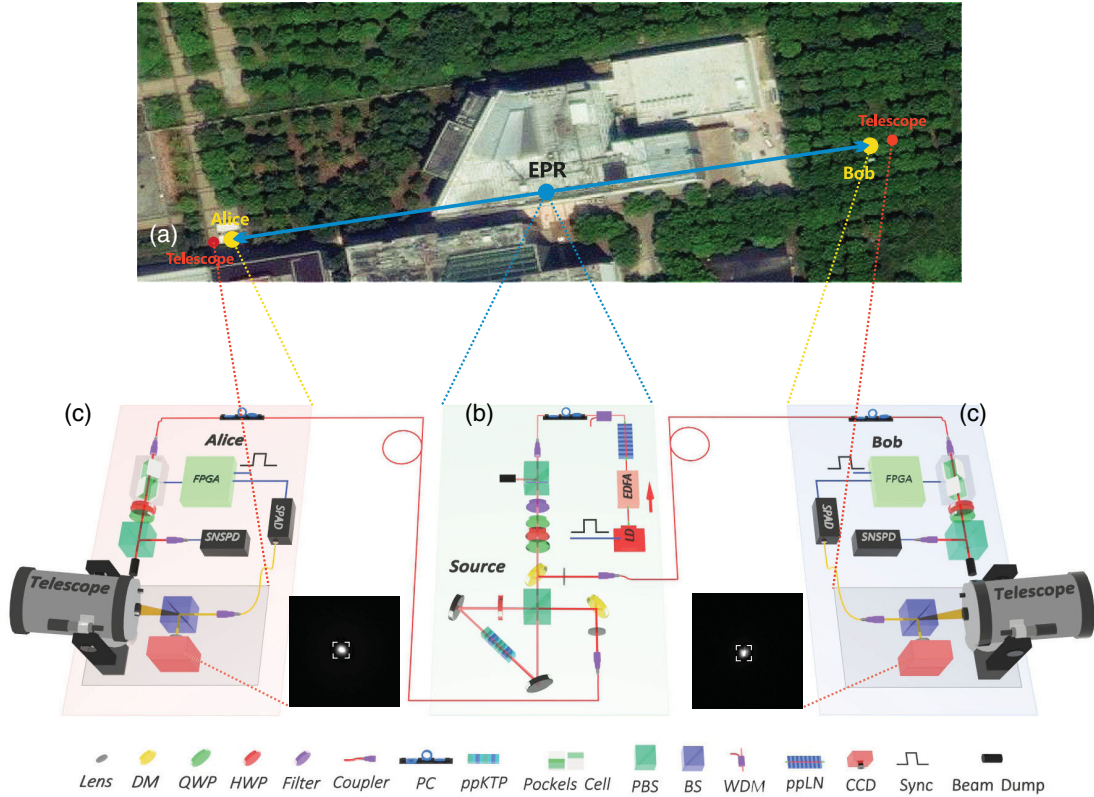 Telescope
EPR
Bob
Alice
(a)
Telescope
(c)
(b)
(c)
Alice
Bob
FPGA
EDFA
FPGA
SPAD
SPAD
SNSPD
LD
SNSPD
Source
Telescope
Telescope
Lens
DM
QWP
HWP
Filter
Coupler
PC
ppKTP
Pockels Cell
PBS
BS
WDM
ppLN
CCD
Sync
Beam Dump